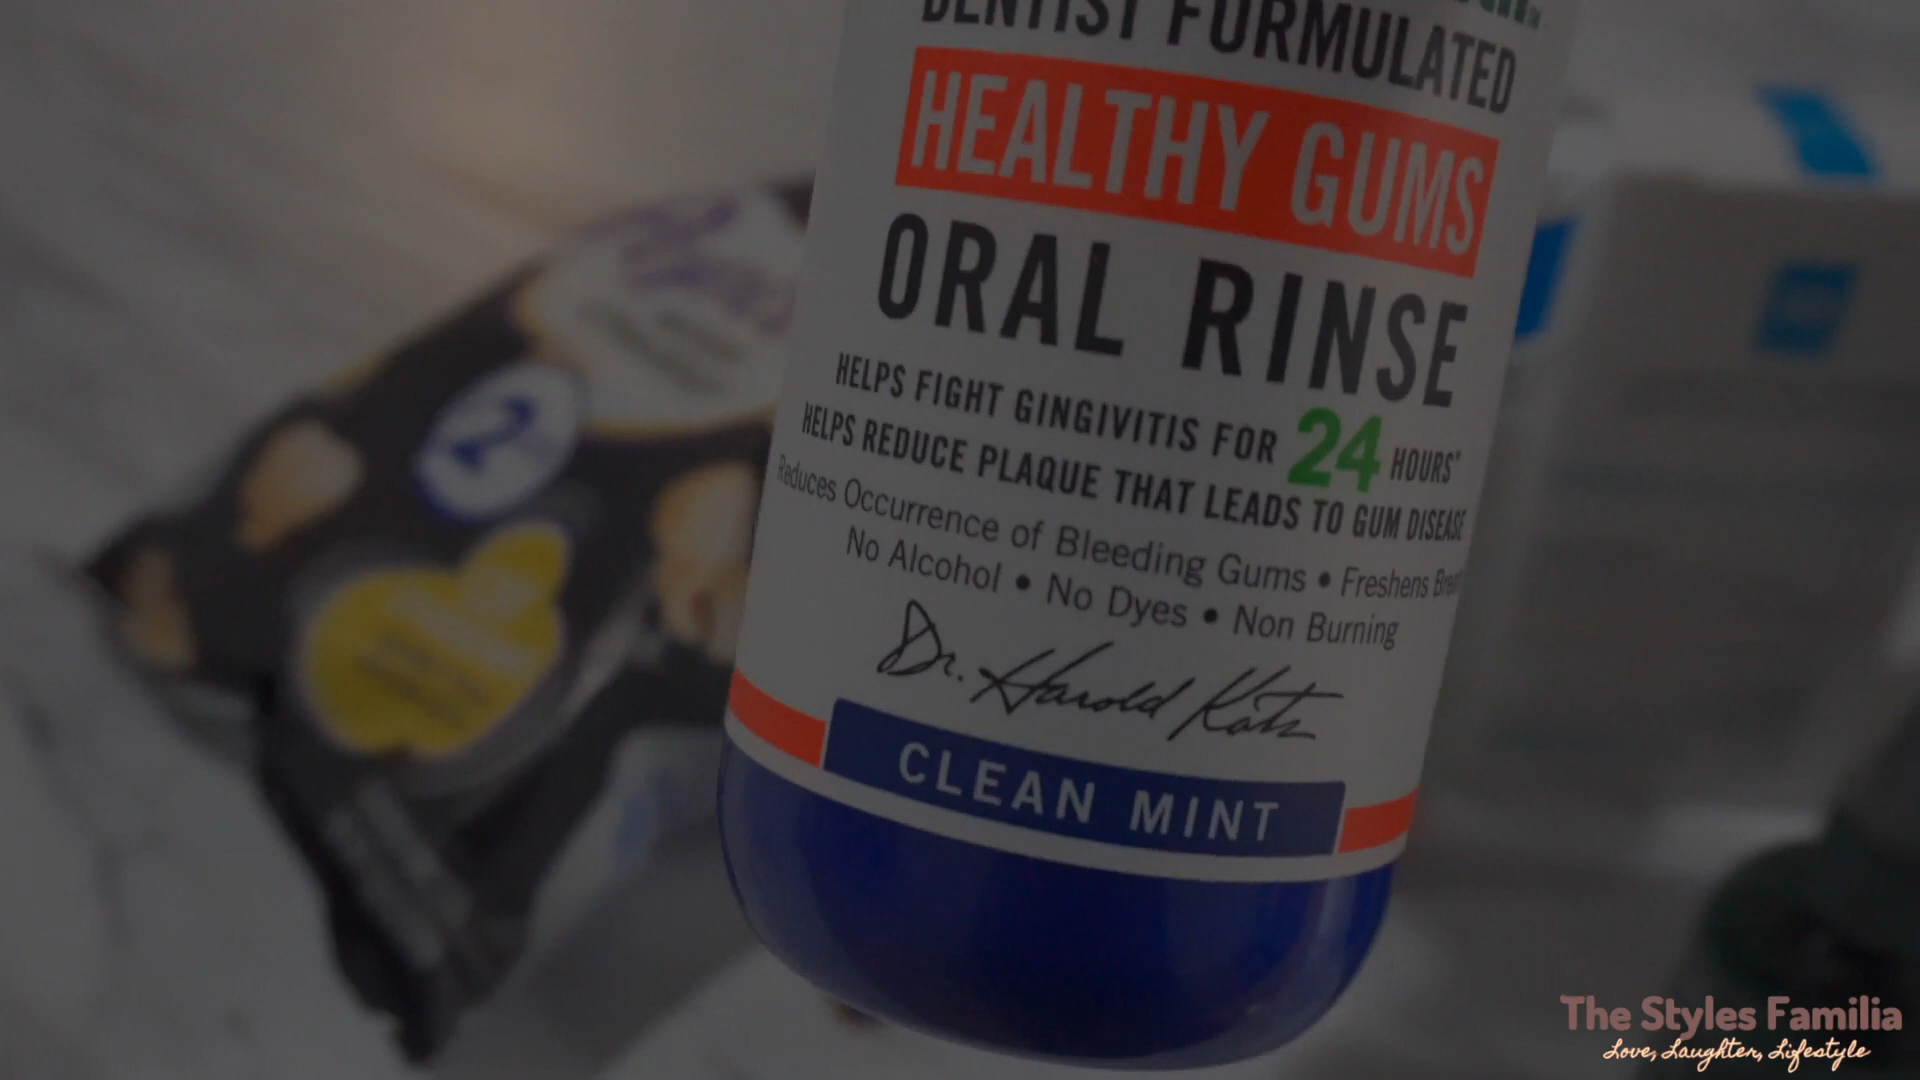 DENTIST FORMULATED
HEALTHY GUMS
ORAL RINSE
HELPS FIGHT GINGIVITIS FOR 24 HOURS*
HELPS REDUCE PLAQUE THAT LEADS TO GUM DISEASE
Reduces Occurrence of Bleeding Gums • Freshens
No Alcohol • No Dyes • Non Burning
Dr. Harold Katz
CLEAN MINT
2
The Styles Familia
Love, Laughter, Lifestyle